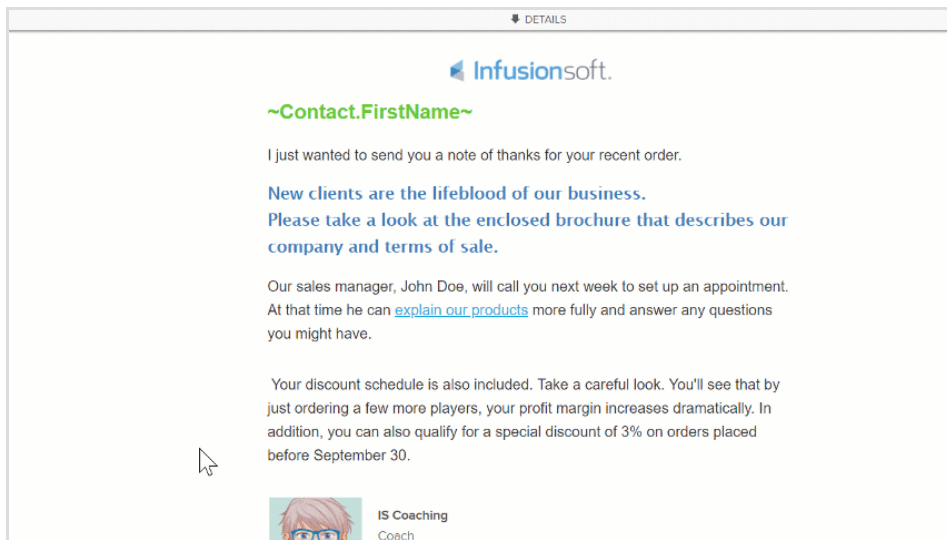 DETAILS
Infusionsoft.
~Contact.FirstName~
I just wanted to send you a note of thanks for your recent order.
New clients are the lifeblood of our business.
Please take a look at the enclosed brochure that describes our
company and terms of sale.
Our sales manager, John Doe, will call you next week to set up an appointment.
At that time he can explain our products more fully and answer any questions
you might have.
Your discount schedule is also included. Take a careful look. You'll see that by
just ordering a few more players, your profit margin increases dramatically. In
addition, you can also qualify for a special discount of 3% on orders placed
before September 30.
IS Coaching
Coach